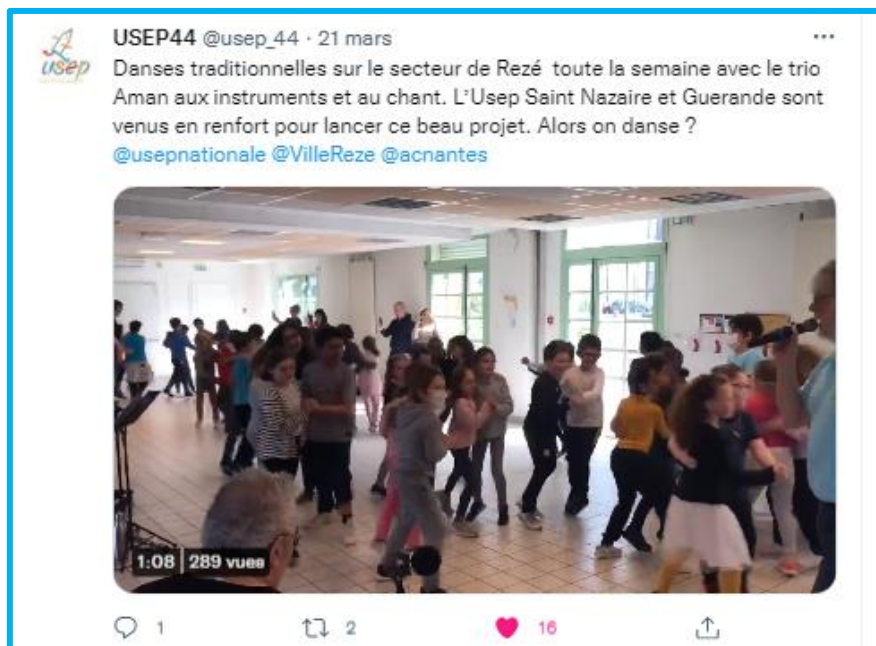 USEP44 @usep_44 · 21 mars
usep
Danses traditionnelles sur le secteur de Rezé toute la semaine avec le trio
Aman aux instruments et au chant. L'Usep Saint Nazaire et Guerande sont
venus en renfort pour lancer ce beau projet. Alors on danse ?
@usepnationale @VilleReze @acnantes
1:08 | 289 vues
1 2 16